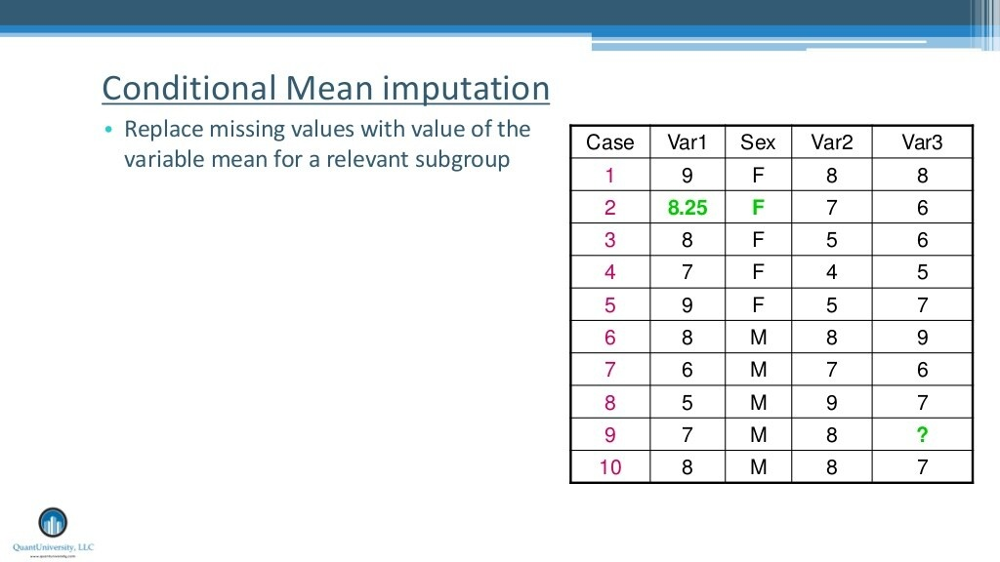 Conditional Mean imputation
• Replace missing values with value of the
variable mean for a relevant subgroup
Case Var1 Sex Var2 Var3
1 9 F 8 8
2 8.25 F 7 6
3 8 F 5 6
4 7 F 4 5
5 9 F 5 7
6 8 M 8 9
7 6 M 7 6
8 5 M 9 7
9 7 M 8 ?
10 8 M 8 7
QuantUniversity, LLC
www.quantuniversity.com